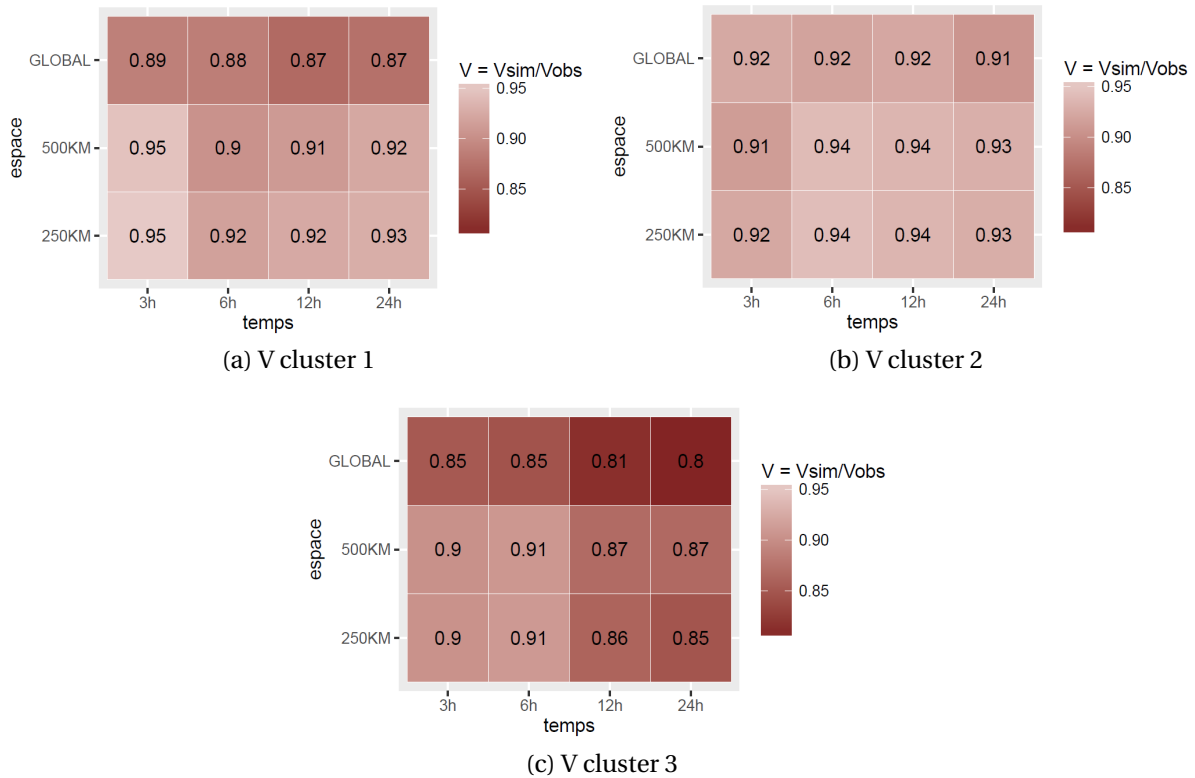 GLOBAL
500KM
250KM
espace
0.89 0.88 0.87 0.87
0.95 0.9 0.91 0.92
0.95 0.92 0.92 0.93
3h 6h 12h 24h
temps
V = Vsim/Vobs
0.95
0.90
0.85
(a) V cluster 1
GLOBAL
500KM
250KM
espace
0.92 0.92 0.92 0.91
0.91 0.94 0.94 0.93
0.92 0.94 0.94 0.93
3h 6h 12h 24h
temps
V = Vsim/Vobs
0.95
0.90
0.85
(b) V cluster 2
GLOBAL
500KM
250KM
espace
0.85 0.85 0.81 0.8
0.9 0.91 0.87 0.87
0.9 0.91 0.86 0.85
3h 6h 12h 24h
temps
V = Vsim/Vobs
0.95
0.90
0.85
(c) V cluster 3